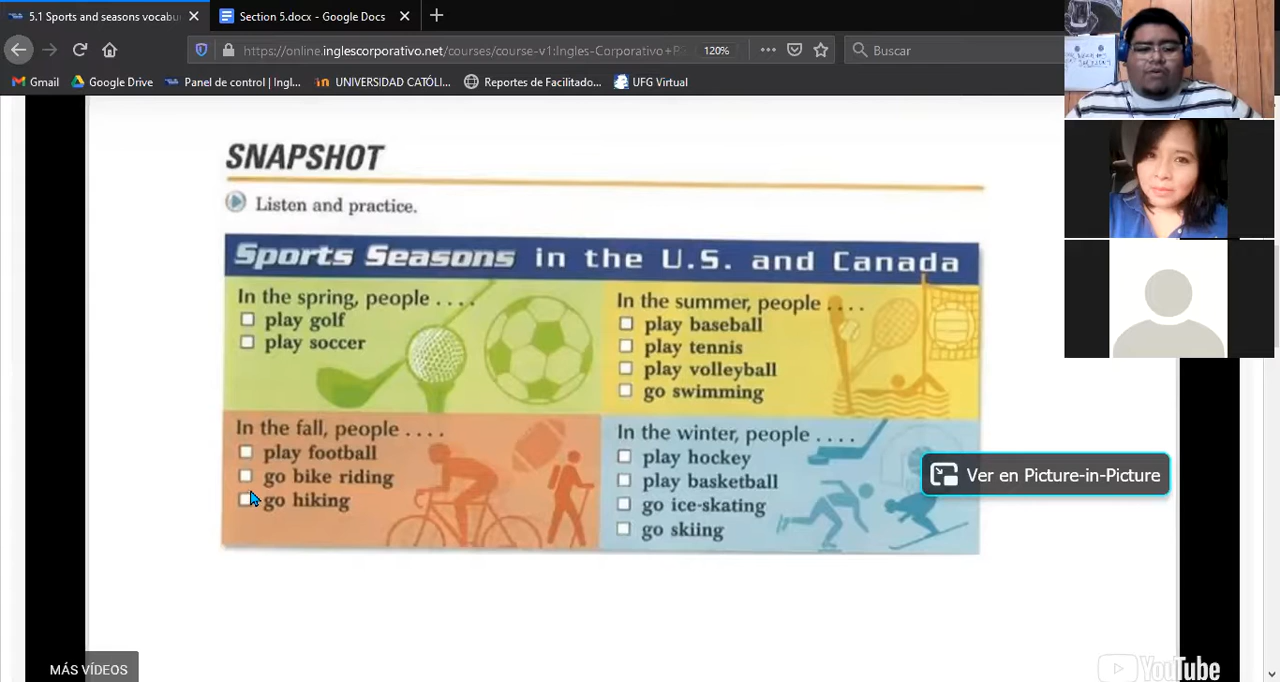 5.1 Sports and seasons vocabu
Section 5.docx - Google Docs
https://online.inglescorporativo.net/courses/course-v1:Ingles-Corporativo+P
120%
Buscar
Gmail
Google Drive
Panel de control | Ingl...
UNIVERSIDAD CATOLI...
Reportes de Facilitado...
UFG Virtual
SNAPSHOT
Listen and practice.
Sports Seasons in the U.S. and Canada
In the spring, people . . . .
play golf
play soccer
In the summer, people . . . .
play baseball
play tennis
play volleyball
go swimming
In the fall, people . . . .
play football
go bike riding
go hiking
In the winter, people . . . .
play hockey
play basketball
go ice-skating
go skiing
Ver en Picture-in-Picture
MÁS VÍDEOS
YouTube